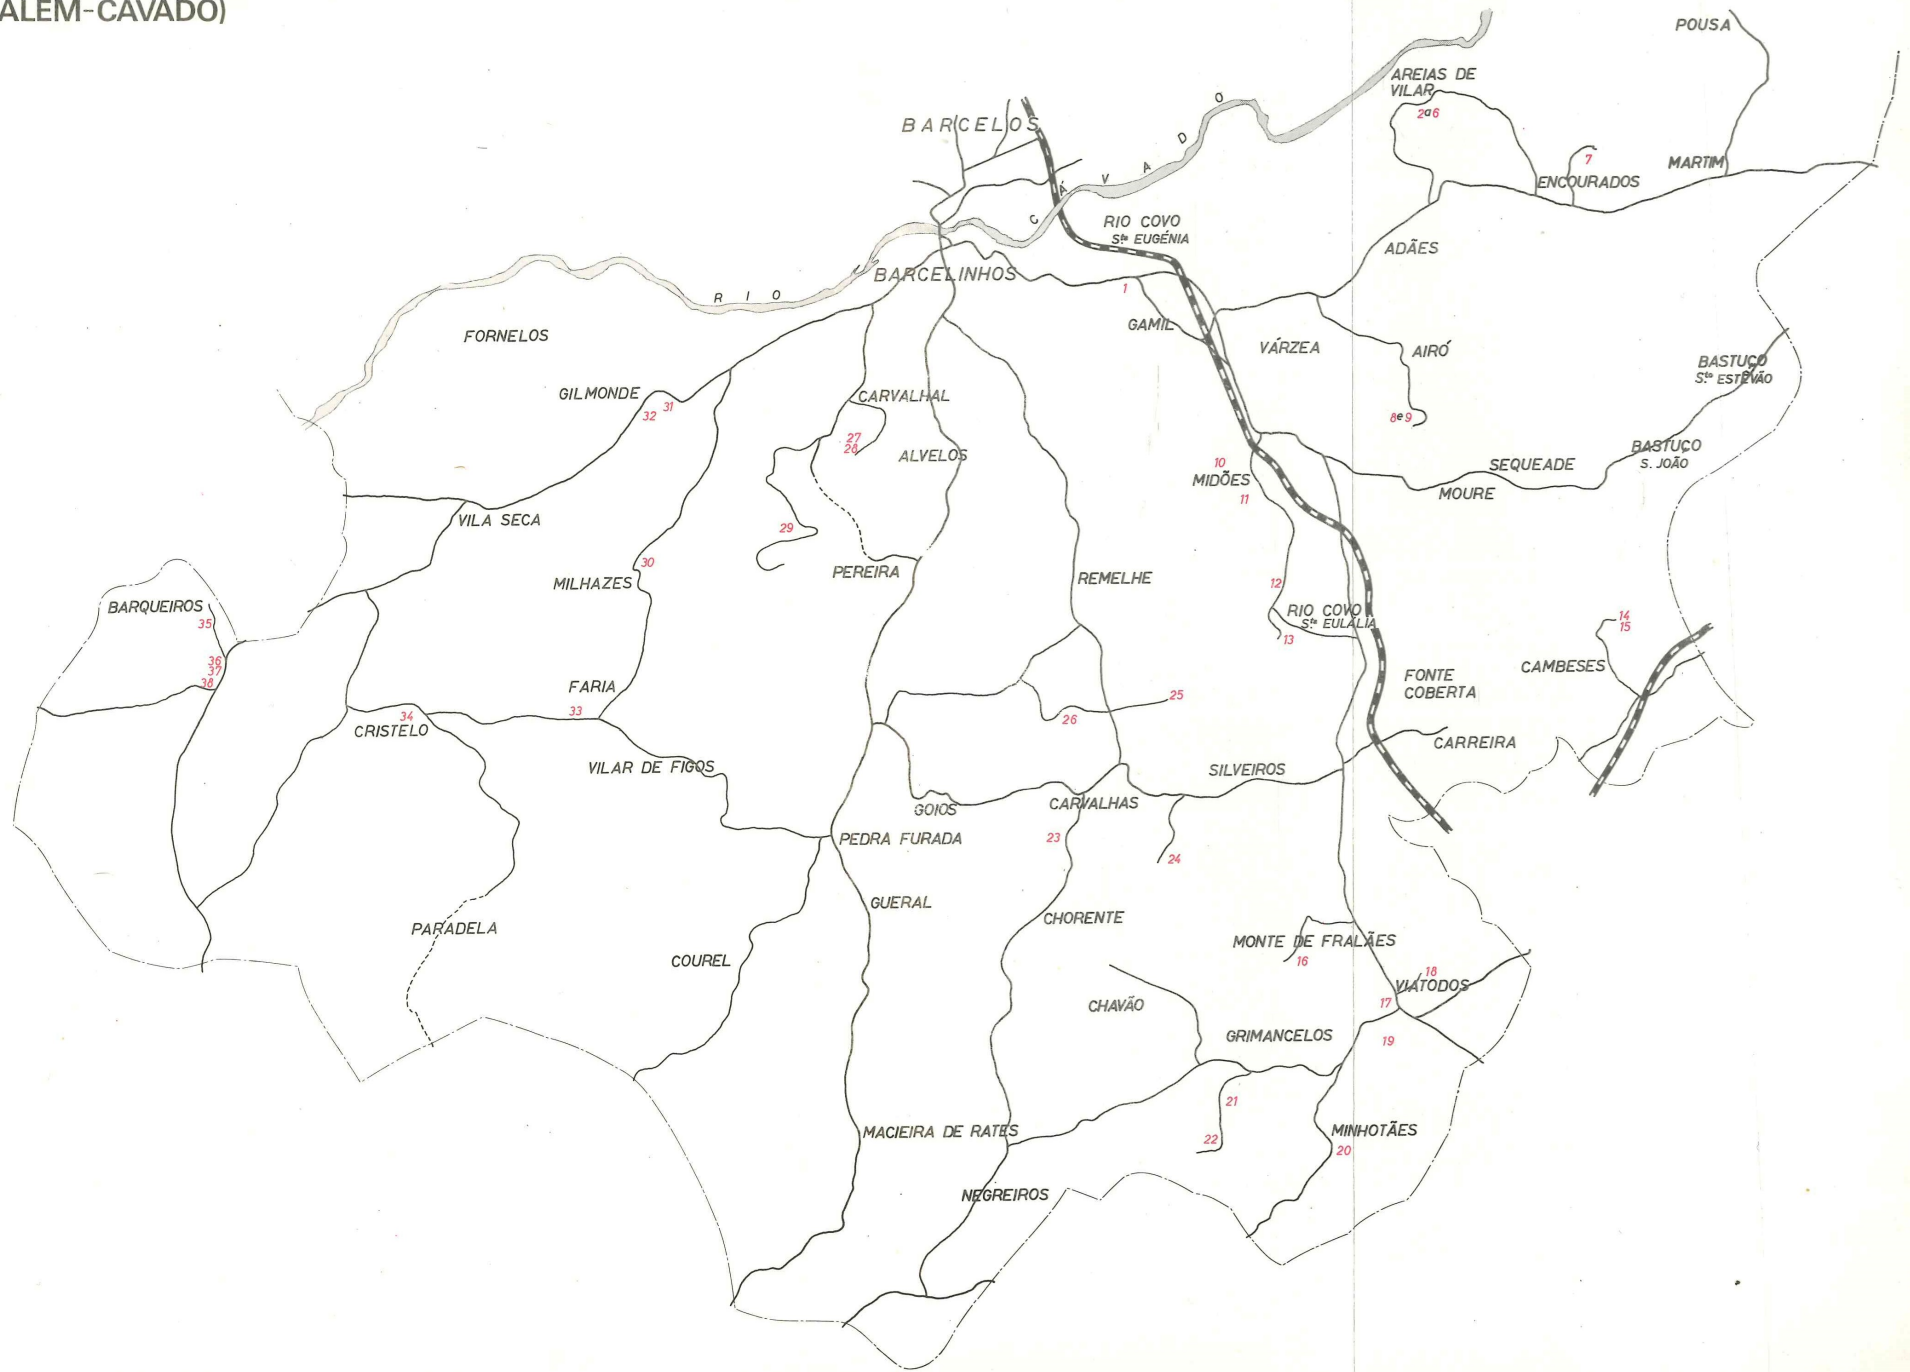 ALEM-CAVADO)
POUSA
AREIAS DE
VILAR
2a6
BARCELOS
7
MARTIM
ENCOURADOS
RIO CÁVADO
RIO COVO
Sta EUGÉNIA
ADÃES
BARCELINHOS
1
GAMIL
FORNELOS
VÁRZEA
AIRÓ
BASTUÇO
Sto ESTÊVÃO
GILMONDE
32
31
CARVALHAL
8e9
27
28
ALVELOS
BASTUÇO
S. JOÃO
10
MIDÕES
11
SEQUEADE
MOURE
VILA SECA
29
30
MILHAZES
PEREIRA
REMELHE
12
BARQUEIROS
35
RIO COVO
Sta EULÁLIA
13
14
15
36
37
38
CAMBESES
FONTE
COBERTA
FARIA
33
34
CRISTELO
25
26
CARREIRA
VILAR DE FIGOS
SILVEIROS
GOIOS
CARVALHAS
PEDRA FURADA
23
24
GUERAL
CHORENTE
PARADELA
MONTE DE FRALÃES
16
COUREL
18
VIATODOS
17
CHAVÃO
GRIMANCELOS
19
21
MACIEIRA DE RATES
22
MINHOTÃES
20
NEGREIROS